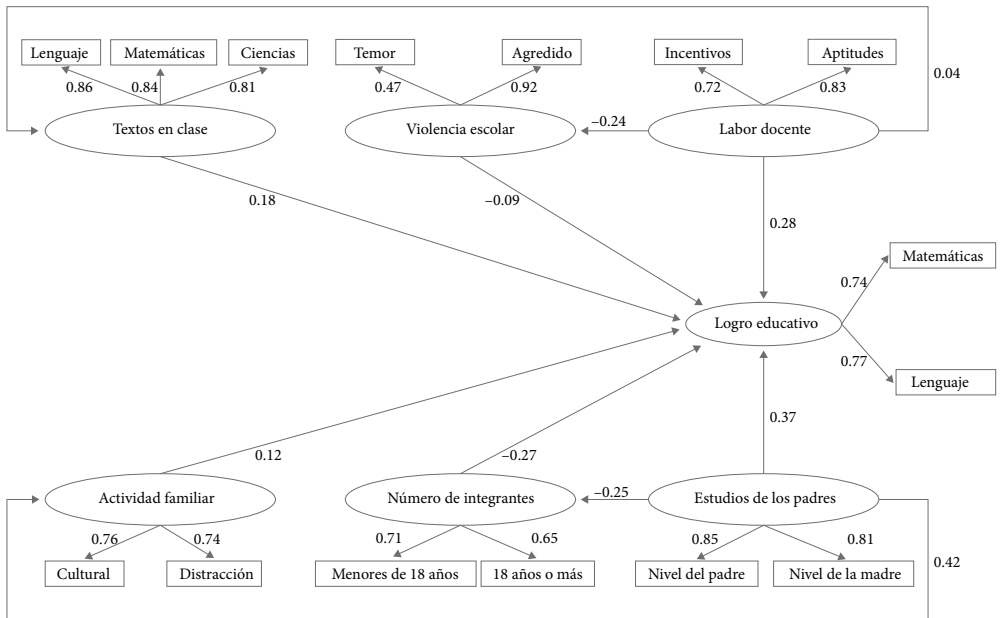 Lenguaje
Matemáticas
Ciencias
Temor
Agredido
Incentivos
Aptitudes
0.86
0.84
0.81
0.47
0.92
0.72
0.83
0.04
Textos en clase
Violencia escolar
–0.24
Labor docente
0.18
–0.09
0.28
Matemáticas
0.74
Logro educativo
0.77
Lenguaje
0.37
0.12
–0.27
Actividad familiar
Número de integrantes
–0.25
Estudios de los padres
0.76
0.74
0.71
0.65
0.85
0.81
0.42
Cultural
Distracción
Menores de 18 años
18 años o más
Nivel del padre
Nivel de la madre